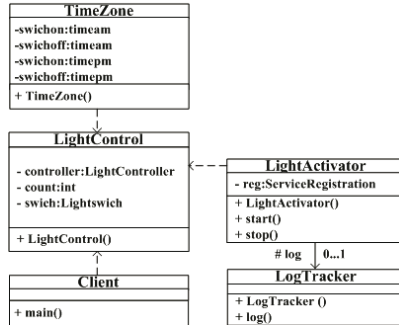 TimeZone
-swichon:timeam
-swichoff:timeam
-swichon:timepm
-swichoff:timepm
+ TimeZone()
LightControl
- controller:LightController
- count:int
- swich:Lightswich
+ LightControl()
Client
+ main()
LightActivator
- reg:ServiceRegistration
+ LightActivator()
+ start()
+ stop()
# log 0...1
LogTracker
+ LogTracker ()
+ log()